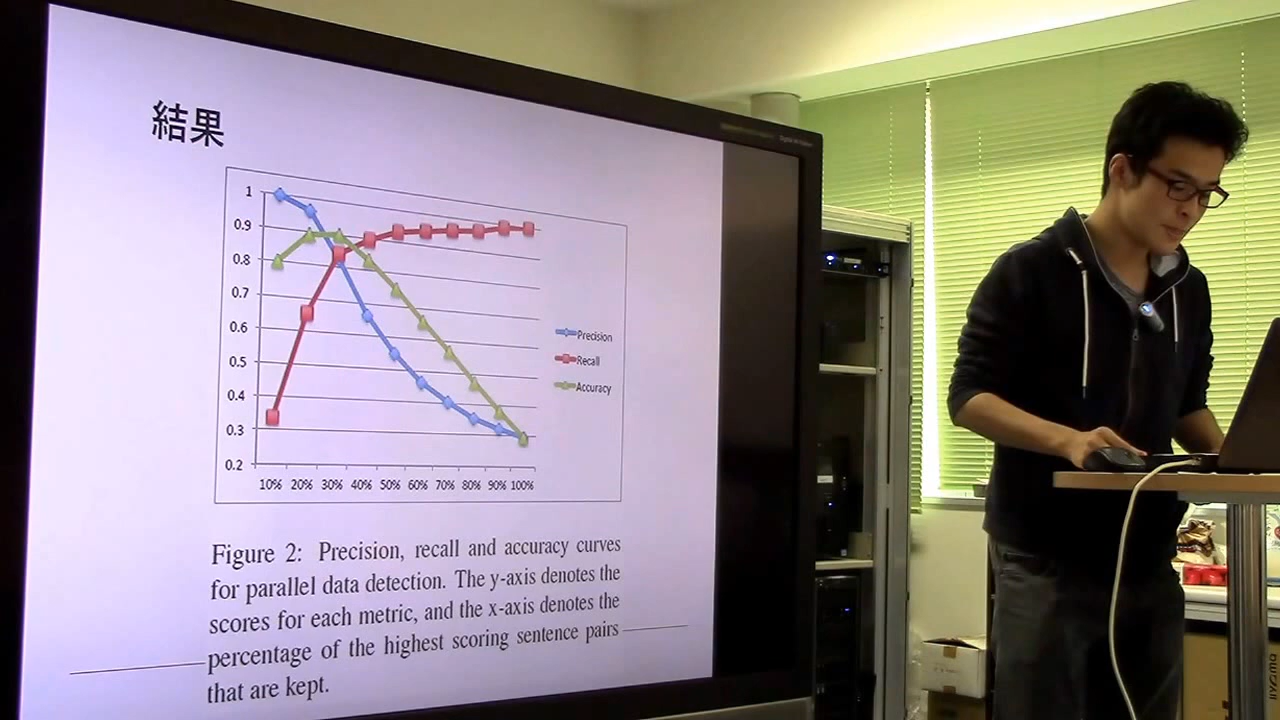 結果
1
0.9
0.8
0.7
0.6
0.5
0.4
0.3
0.2
10% 20% 30% 40% 50% 60% 70% 80% 90% 100%
Precision
Recall
Accuracy
Figure 2: Precision, recall and accuracy curves
for parallel data detection. The y-axis denotes the
scores for each metric, and the x-axis denotes the
percentage of the highest scoring sentence pairs
that are kept.